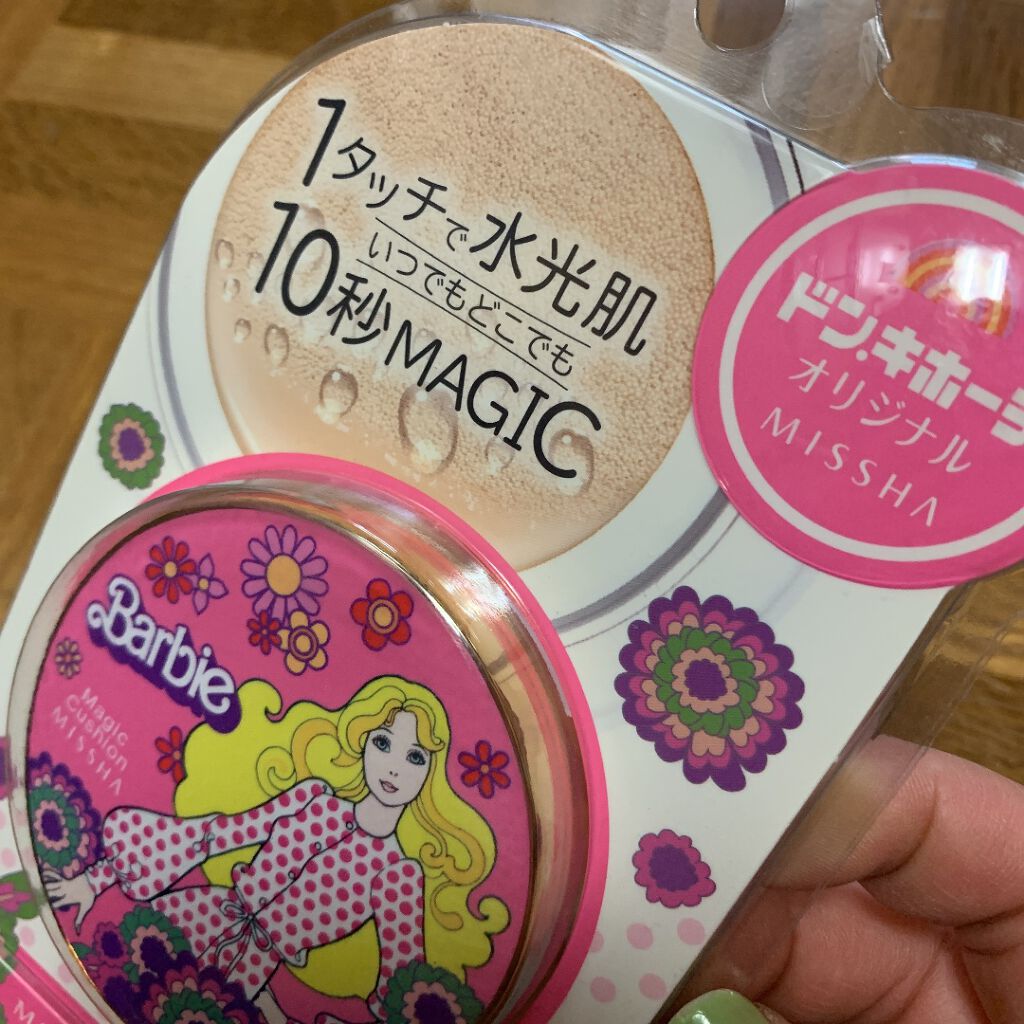 1タッチで水光肌
いつでもどこでも
10秒MAGIC
ドン.キホーテ
オリジナル
MISSHA
Barbie
Magic
Cushion
MISSHA